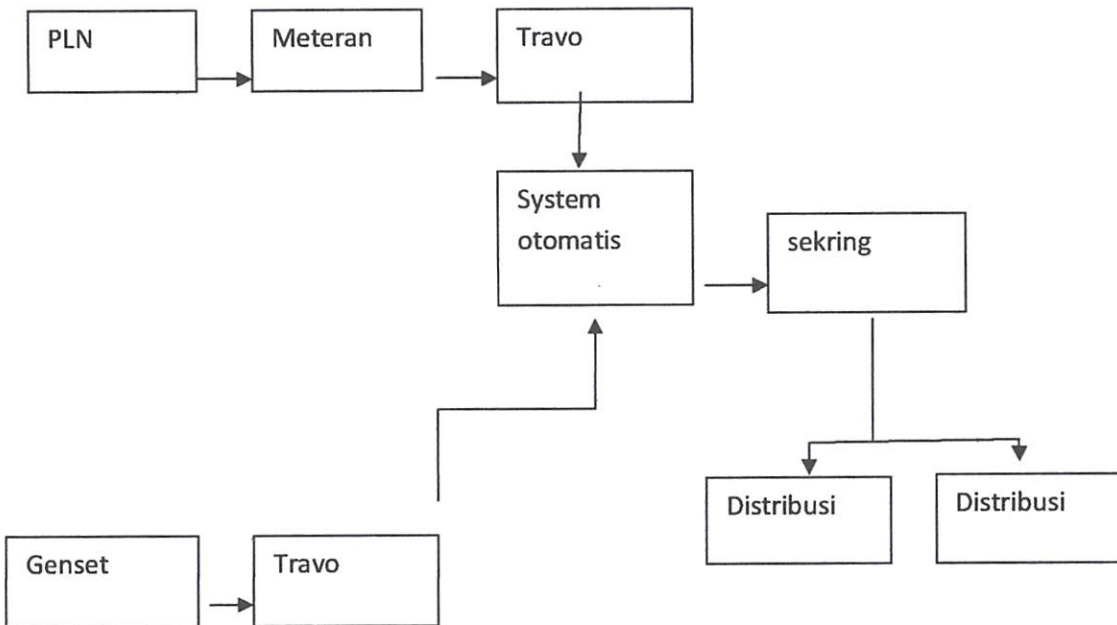 PLN
Meteran
Travo
System
otomatis
sekring
Distribusi
Distribusi
Genset
Travo